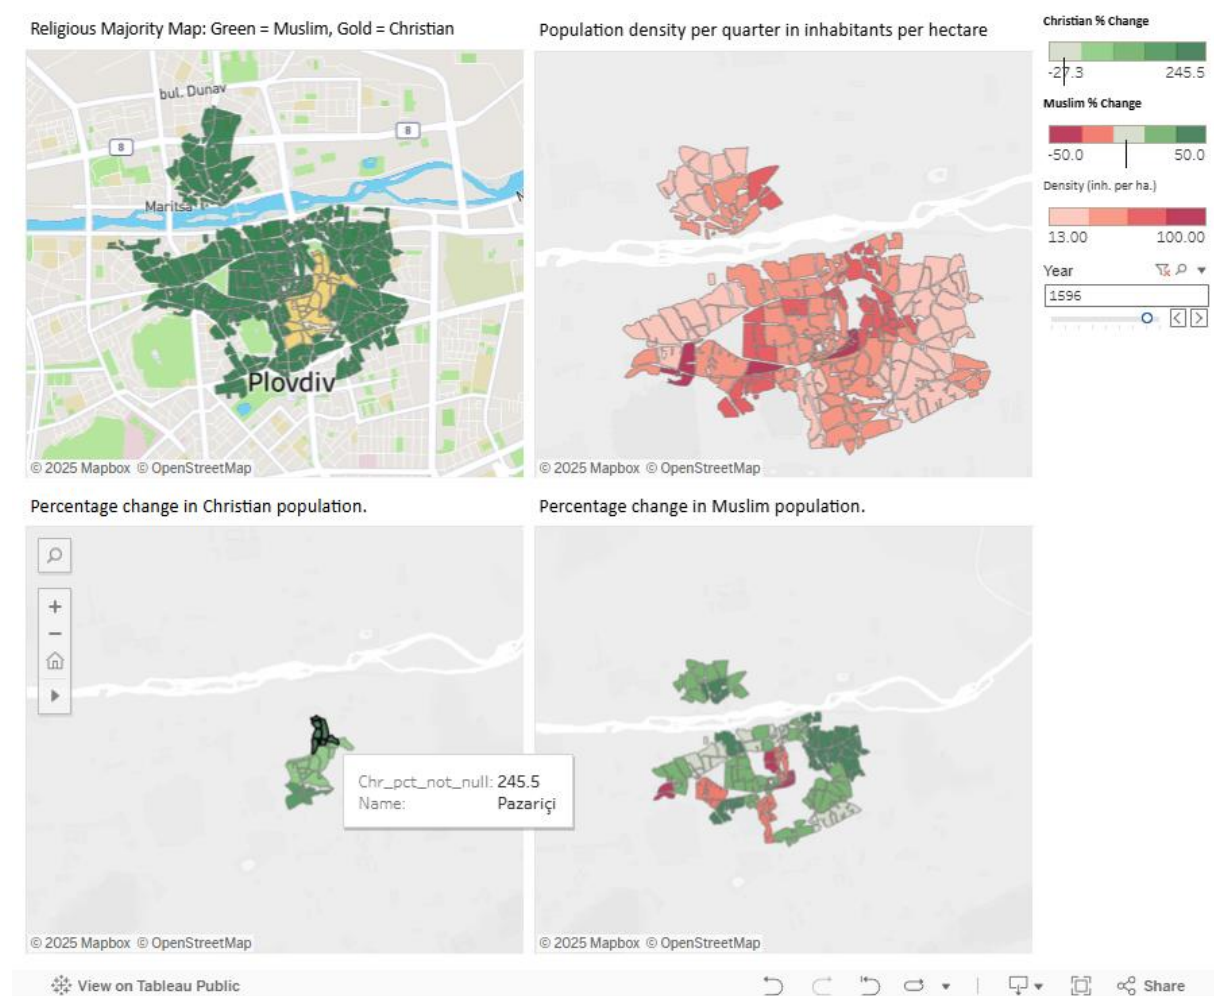 Religious Majority Map: Green = Muslim, Gold = Christian
bul. Dunav
8
8
Maritsa
Plovdiv
© 2025 Mapbox © OpenStreetMap
Population density per quarter in inhabitants per hectare
© 2025 Mapbox © OpenStreetMap
Christian % Change
-27.3 245.5
Muslim % Change
-50.0 50.0
Density (inh. per ha.)
13.00 100.00
Year
1596
Percentage change in Christian population.
Chr_pct_not_null: 245.5
Name: Pazariçi
© 2025 Mapbox © OpenStreetMap
Percentage change in Muslim population.
© 2025 Mapbox © OpenStreetMap
View on Tableau Public
Share